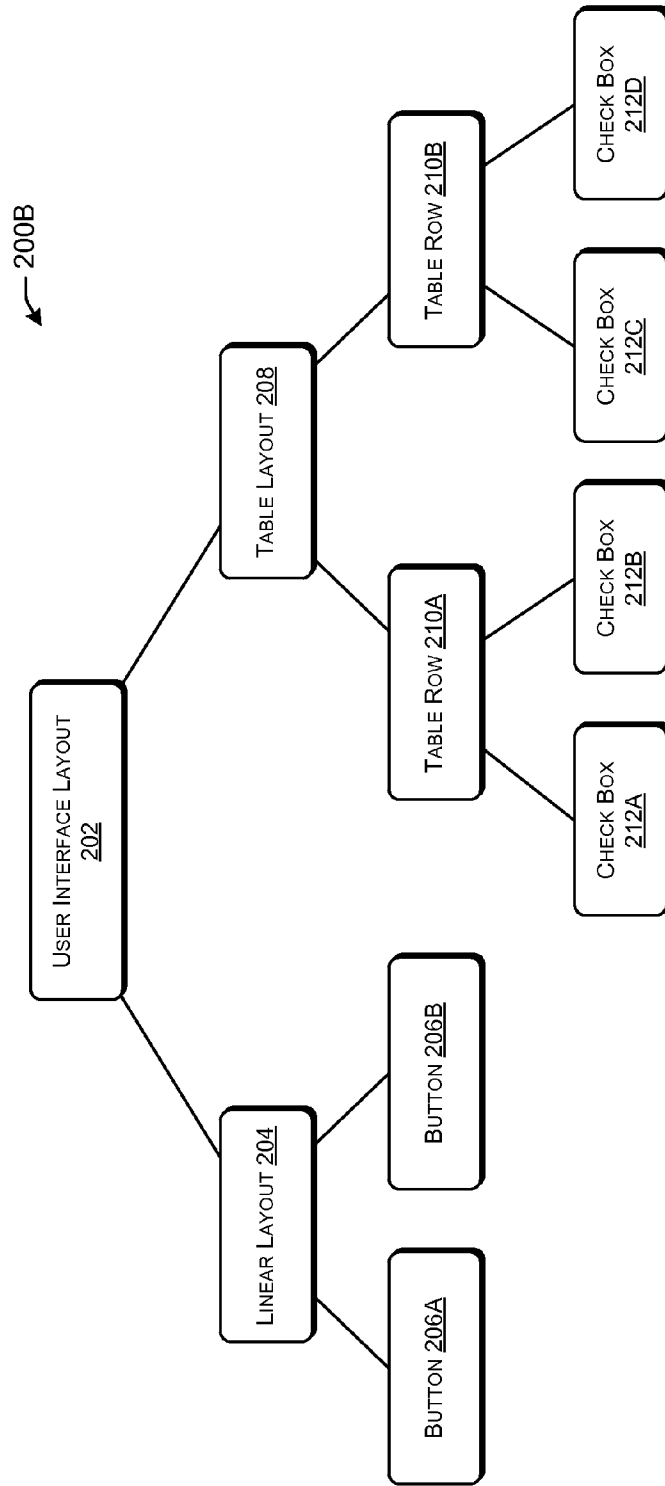 200B
USER INTERFACE LAYOUT
202
LINEAR LAYOUT 204
TABLE LAYOUT 208
BUTTON 206A
BUTTON 206B
TABLE ROW 210A
TABLE ROW 210B
CHECK BOX
212A
CHECK BOX
212B
CHECK BOX
212C
CHECK BOX
212D